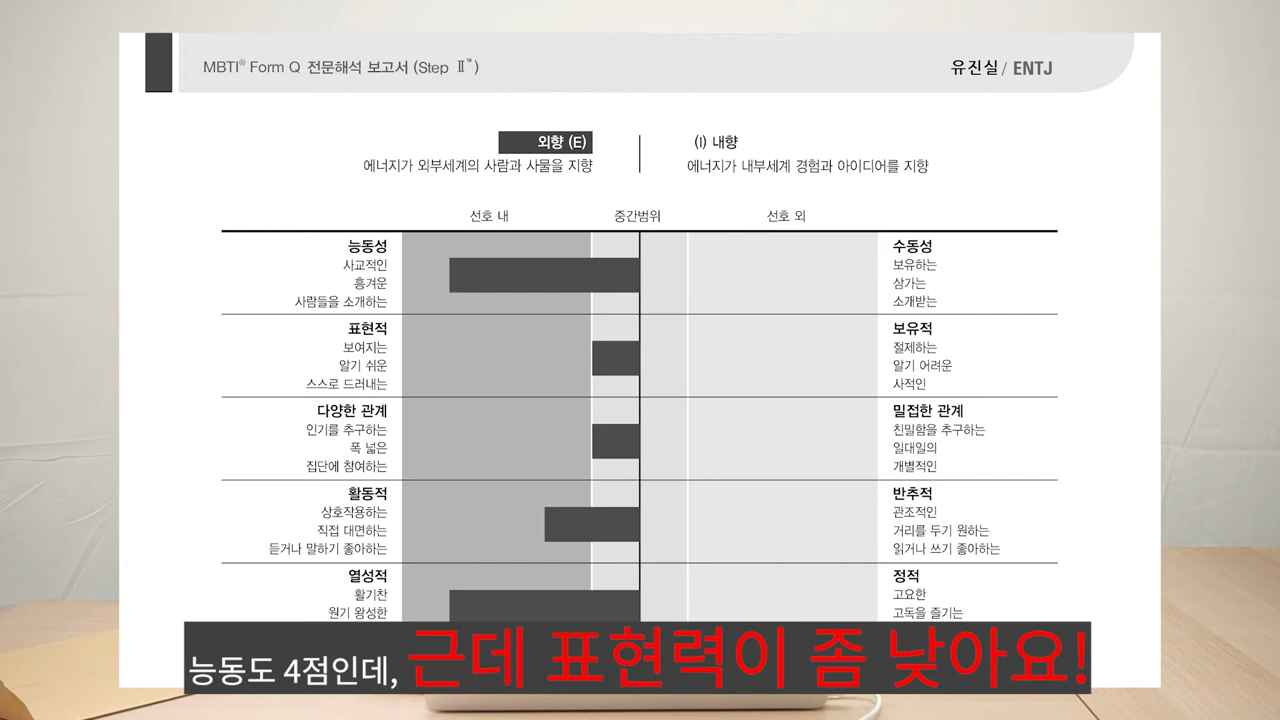 MBTI® Form Q 전문해석 보고서 (Step Ⅱ™)
유진실 / ENTJ
외향 (E)
(I) 내향
에너지가 외부세계의 사람과 사물을 지향
에너지가 내부세계 경험과 아이디어를 지향
선호 내
중간범위
선호 외
능동성
사교적인
흥겨운
사람들을 소개하는
수동성
보유하는
삼가는
소개받는
표현적
보여지는
알기 쉬운
스스로 드러내는
보유적
절제하는
알기 어려운
사적인
다양한 관계
인기를 추구하는
폭 넓은
집단에 참여하는
밀접한 관계
친밀함을 추구하는
일대일의
개별적인
활동적
상호작용하는
직접 대면하는
듣거나 말하기 좋아하는
반추적
관조적인
거리를 두기 원하는
읽거나 쓰기 좋아하는
열성적
활기찬
원기 왕성한
정적
고요한
고독을 즐기는
능동도 4점인데, 근데 표현력이 좀 낮아요!